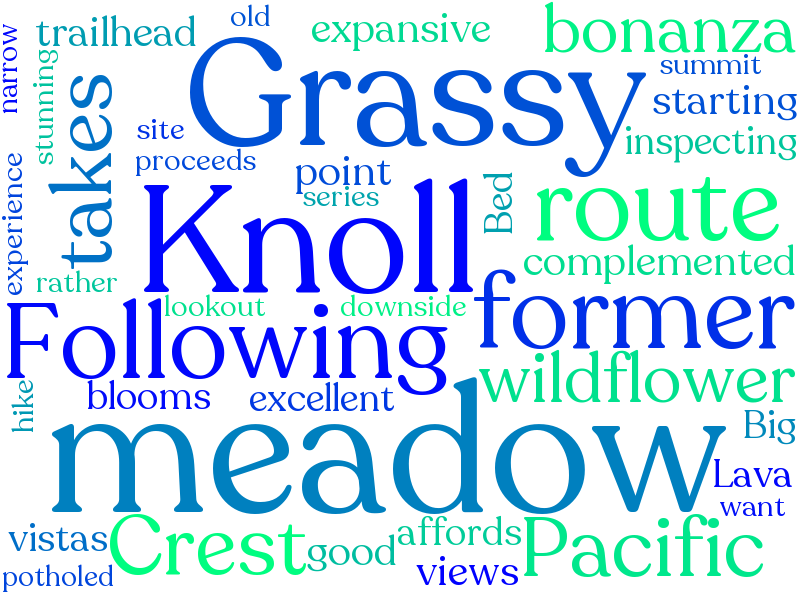 narrow
trailhead
old
expansive
bonanza
Grassy
stunning
takes
summit
starting
site
inspecting
proceeds
point
series
Bed
experience
Knoll
route
complemented
rather
lookout
downside
Following
former
hike
blooms
excellent
wildflower
meadow
Big
Lava
want
vistas
Crest
good
affords
Pacific
potholed
views